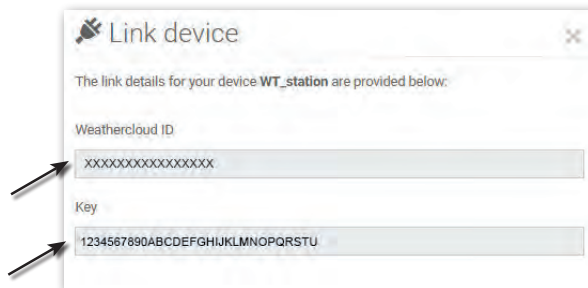 Link device
The link details for your device WT_station are provided below:
Weathercloud ID
XXXXXXXXXXXXXXXX
Key
1234567890ABCDEFGHIJKLMNOPQRSTU